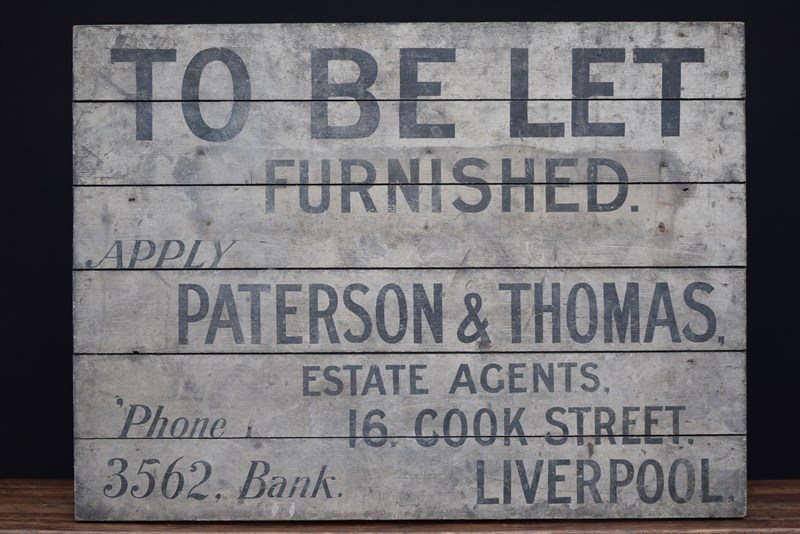 TO BE LET
FURNISHED.
APPLY
PATERSON & THOMAS,
ESTATE AGENTS,
'Phone 16. COOK STREET.
3562, Bank. LIVERPOOL.